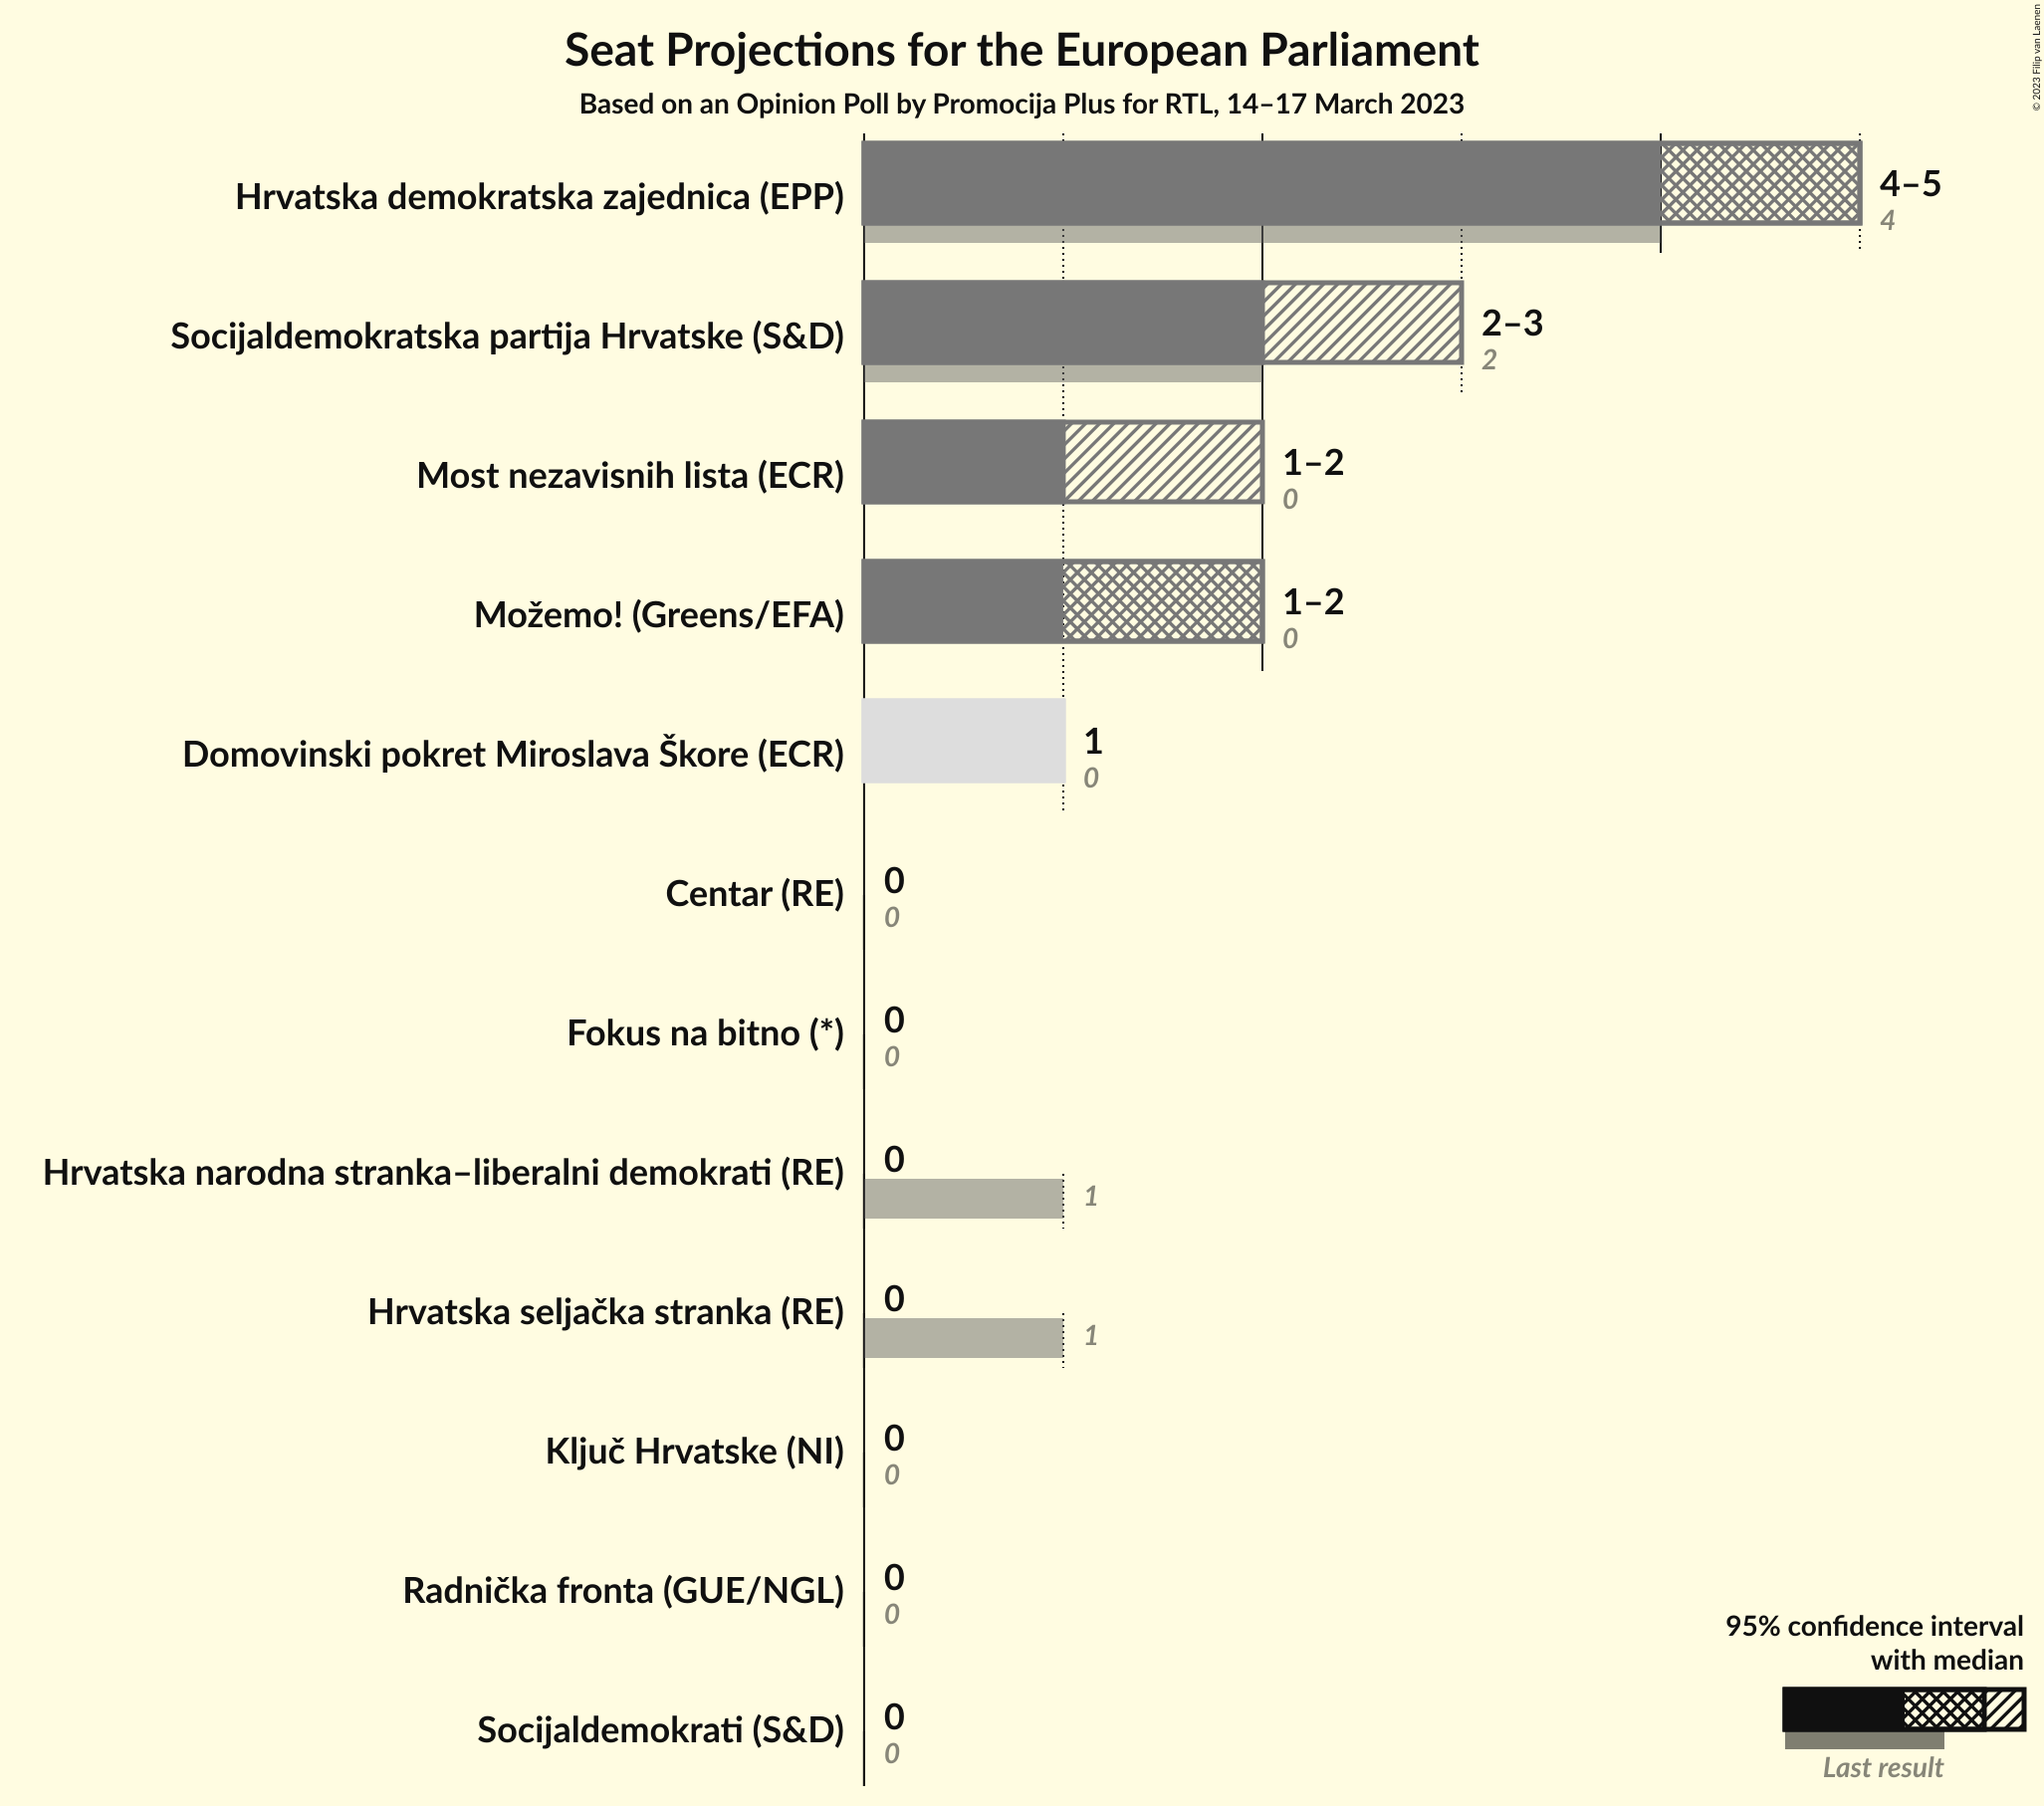 Seat Projections for the European Parliament
Based on an Opinion Poll by Promocija Plus for RTL, 14–17 March 2023
© 2023 Filip van Laenen
Hrvatska demokratska zajednica (EPP)
4–5
4
Socijaldemokratska partija Hrvatske (S&D)
2–3
2
Most nezavisnih lista (ECR)
1–2
0
Možemo! (Greens/EFA)
1–2
0
Domovinski pokret Miroslava Škore (ECR)
1
0
Centar (RE)
0
0
Fokus na bitno (*)
0
0
Hrvatska narodna stranka–liberalni demokrati (RE)
0
1
Hrvatska seljačka stranka (RE)
0
1
Ključ Hrvatske (NI)
0
0
Radnička fronta (GUE/NGL)
0
0
Socijaldemokrati (S&D)
0
0
95% confidence interval
with median
Last result